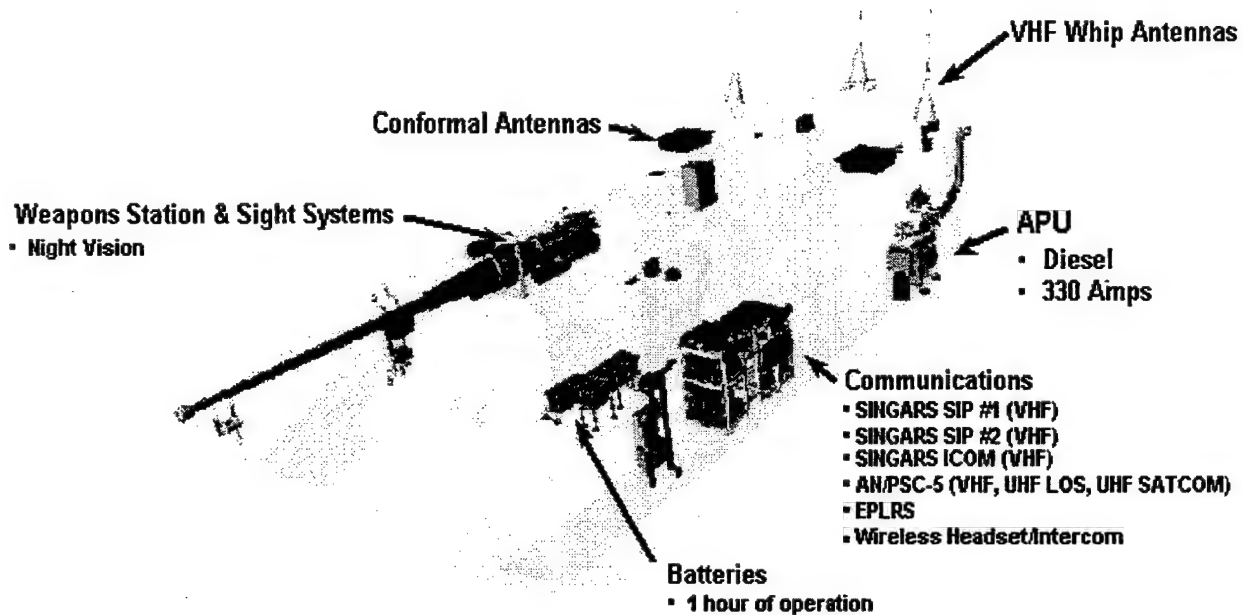 VHF Whip Antennas
Conformal Antennas
Weapons Station & Sight Systems
▪ Night Vision
APU
▪ Diesel
▪ 330 Amps
Communications
▪ SINGARS SIP #1 (VHF)
▪ SINGARS SIP #2 (VHF)
▪ SINGARS ICOM (VHF)
▪ AN/PSC-5 (VHF, UHF LOS, UHF SATCOM)
▪ EPLRS
▪ Wireless Headset/Intercom
Batteries
▪ 1 hour of operation